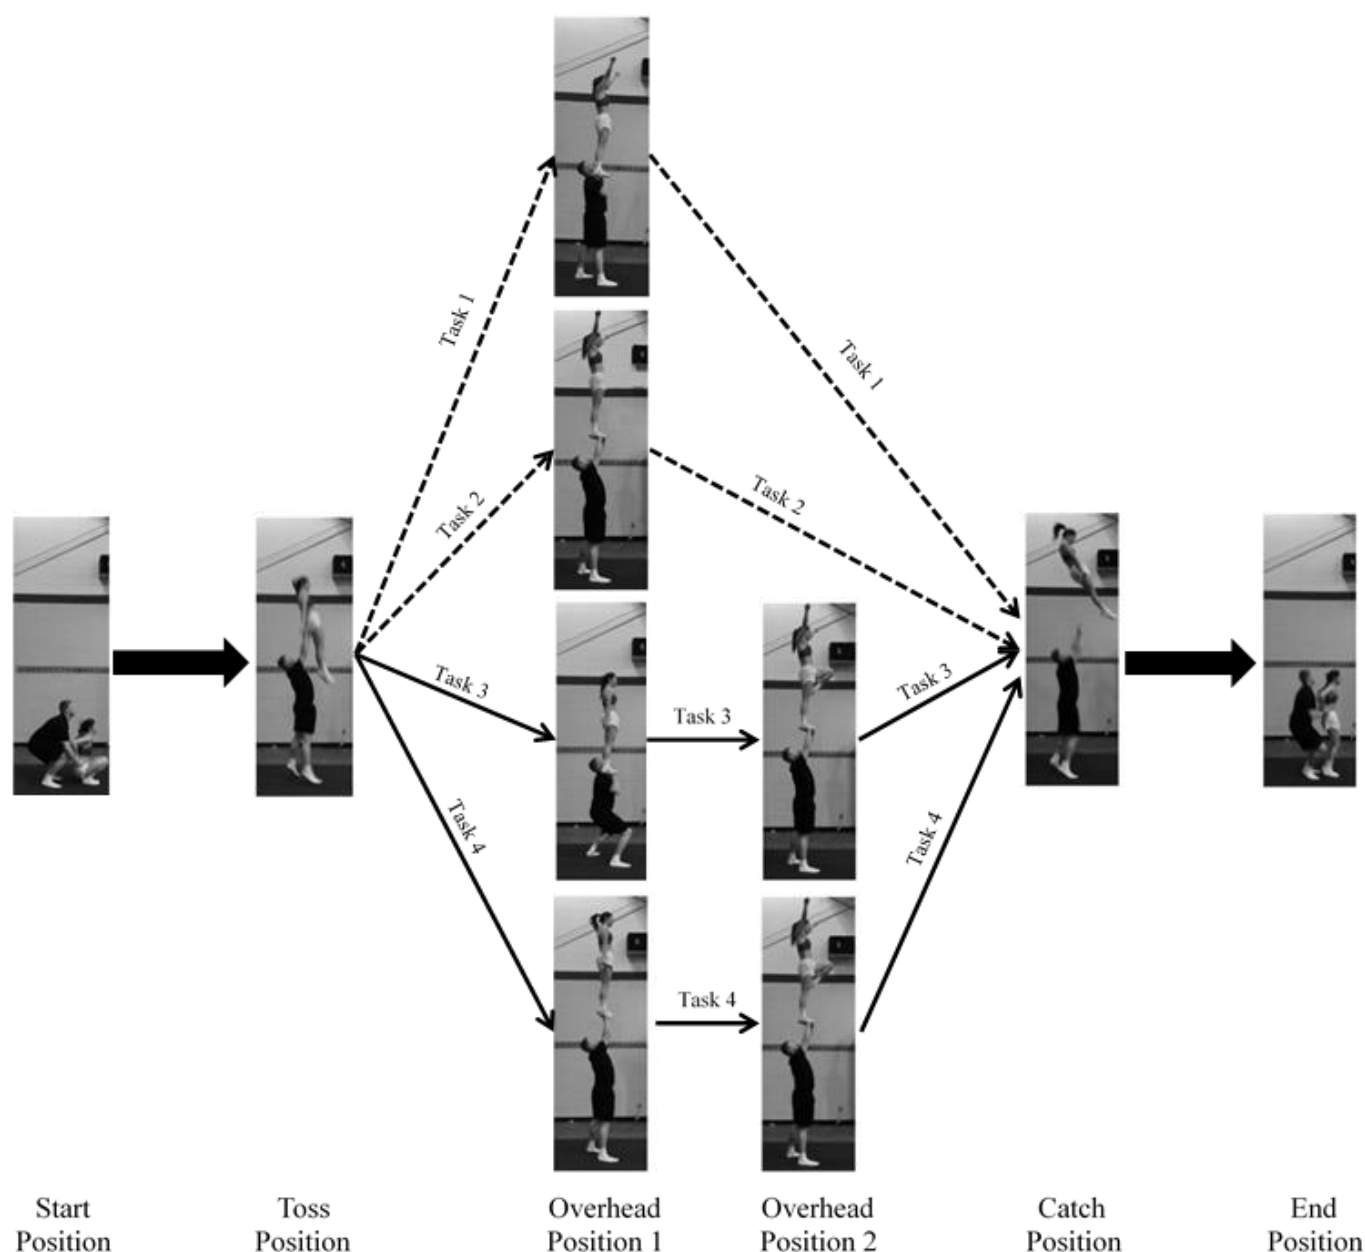 Task 1
Task 1
Task 2
Task 2
Task 3
Task 3
Task 3
Task 4
Task 4
Task 4
Start
Position
Toss
Position
Overhead
Position 1
Overhead
Position 2
Catch
Position
End
Position